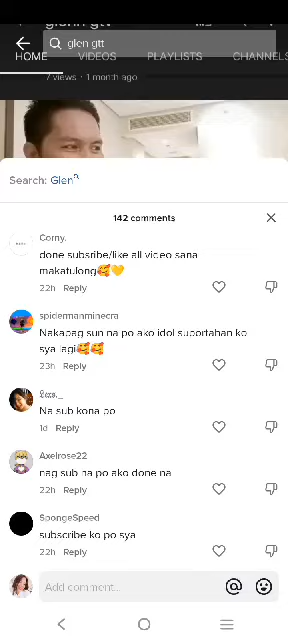 glen gtt
HOME VIDEOS PLAYLISTS CHANNELS
7 views · 1 month ago
Search: Glen
142 comments
Corny.
done subsribe/like all video sana
makatulong🥰💛
22h Reply
spidermanminecra
Nakapag sun na po ako idol suportahan ko
sya lagi🥰🥰
23h Reply
Na sub kona po
1d Reply
Axelrose22
nag sub na po ako done na
22h Reply
SpongeSpeed
subscribe ko po sya
22h Reply
Add comment...